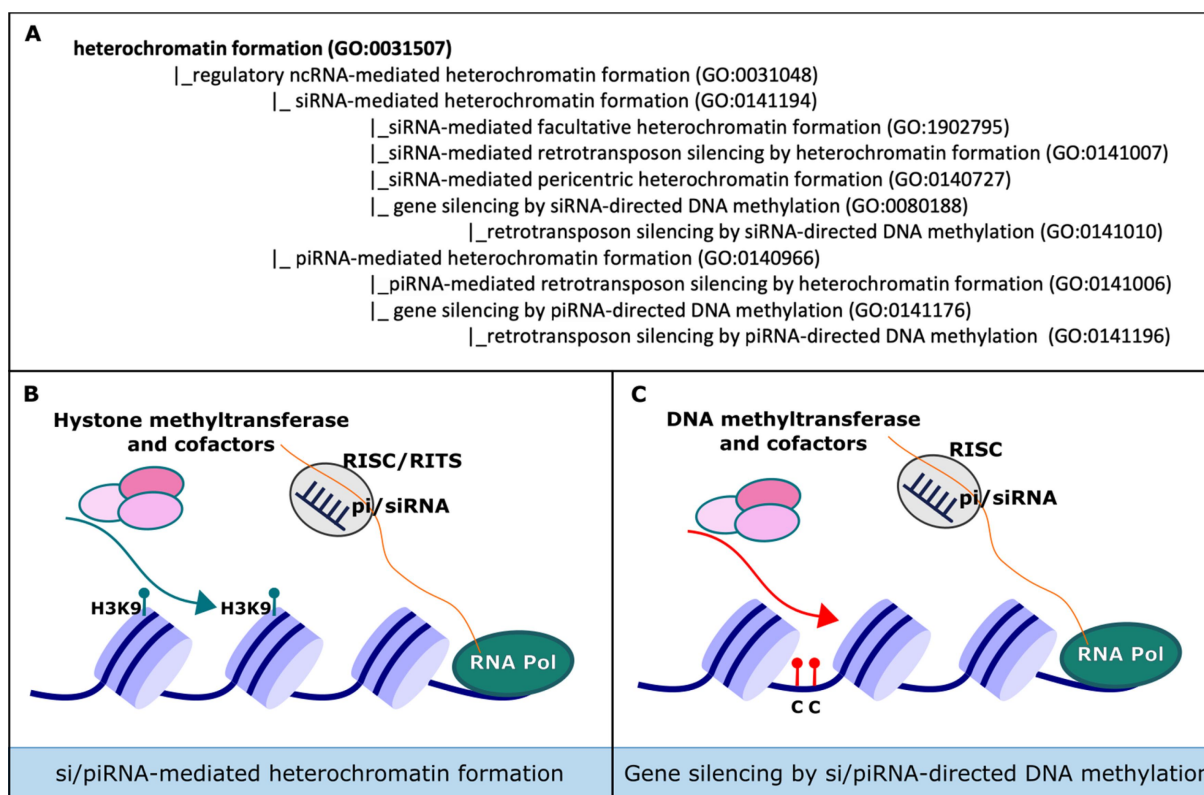 A
heterochromatin formation (GO:0031507)
|_regulatory ncRNA-mediated heterochromatin formation (GO:0031048)
|_ siRNA-mediated heterochromatin formation (GO:0141194)
|_siRNA-mediated facultative heterochromatin formation (GO:1902795)
|_siRNA-mediated retrotransposon silencing by heterochromatin formation (GO:0141007)
|_siRNA-mediated pericentric heterochromatin formation (GO:0140727)
|_ gene silencing by siRNA-directed DNA methylation (GO:0080188)
|_retrotransposon silencing by siRNA-directed DNA methylation (GO:0141010)
|_ piRNA-mediated heterochromatin formation (GO:0140966)
|_piRNA-mediated retrotransposon silencing by heterochromatin formation (GO:0141006)
|_ gene silencing by piRNA-directed DNA methylation (GO:0141176)
|_retrotransposon silencing by piRNA-directed DNA methylation (GO:0141196)
B
Hystone methyltransferase
and cofactors
RISC/RITS
pi/siRNA
H3K9
H3K9
RNA Pol
si/piRNA-mediated heterochromatin formation
C
DNA methyltransferase
and cofactors
RISC
pi/siRNA
RNA Pol
C C
Gene silencing by si/piRNA-directed DNA methylation